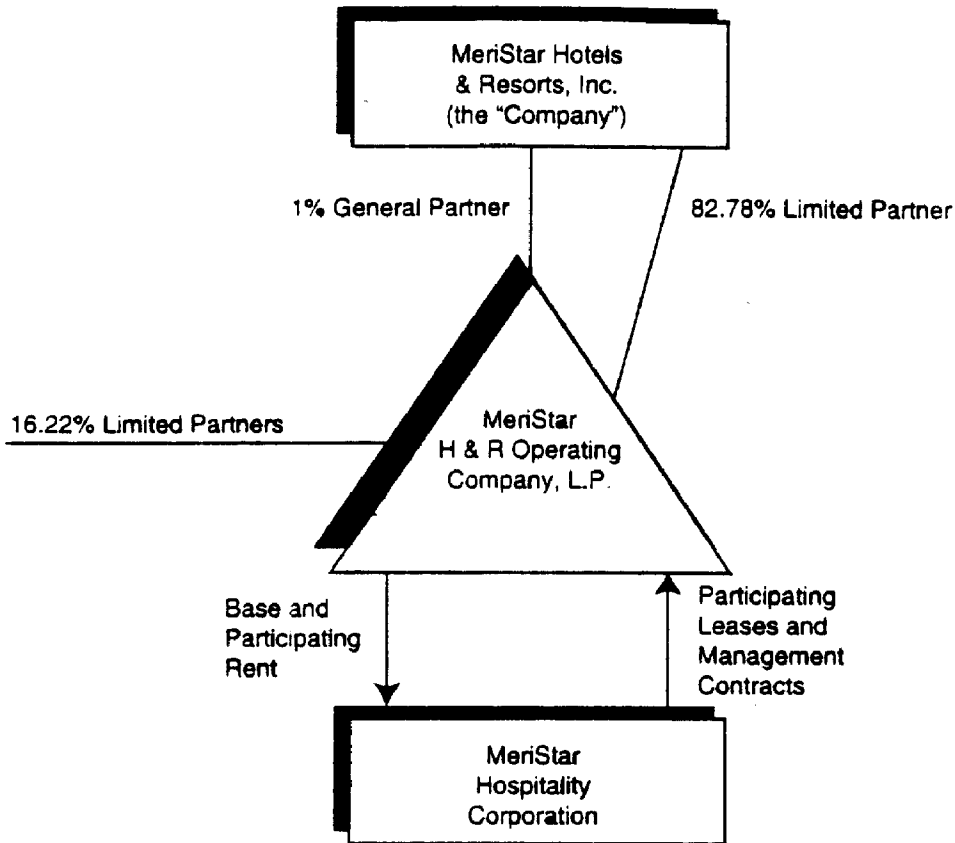 MeriStar Hotels
& Resorts, Inc.
(the "Company")
1% General Partner
82.78% Limited Partner
16.22% Limited Partners
MeriStar
H & R Operating
Company, L.P.
Base and
Participating
Rent
Participating
Leases and
Management
Contracts
MeriStar
Hospitality
Corporation